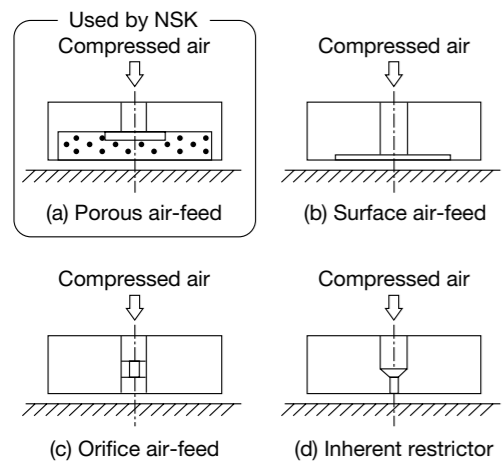 Used by NSK
Compressed air
Compressed air
(a) Porous air-feed
(b) Surface air-feed
Compressed air
Compressed air
(c) Orifice air-feed
(d) Inherent restrictor